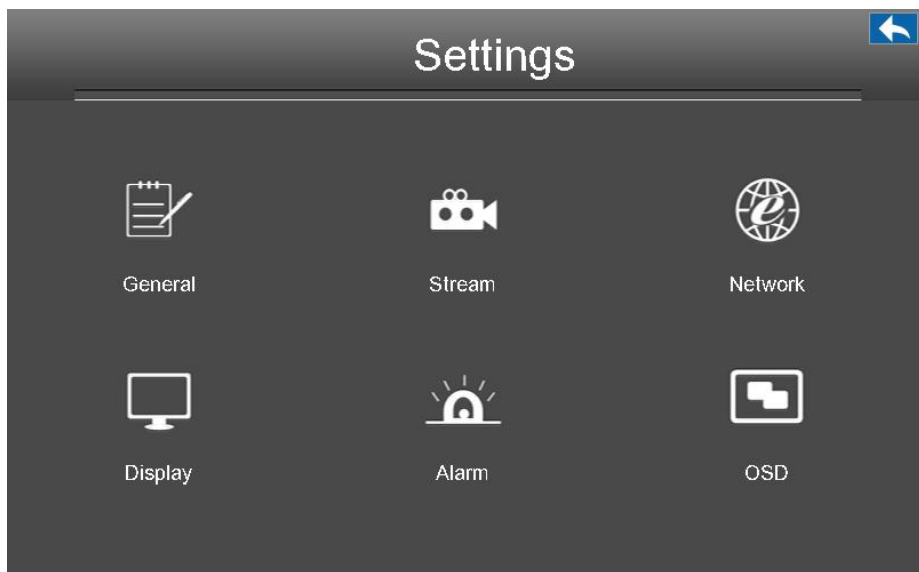 Settings
General
Stream
Network
Display
Alarm
OSD